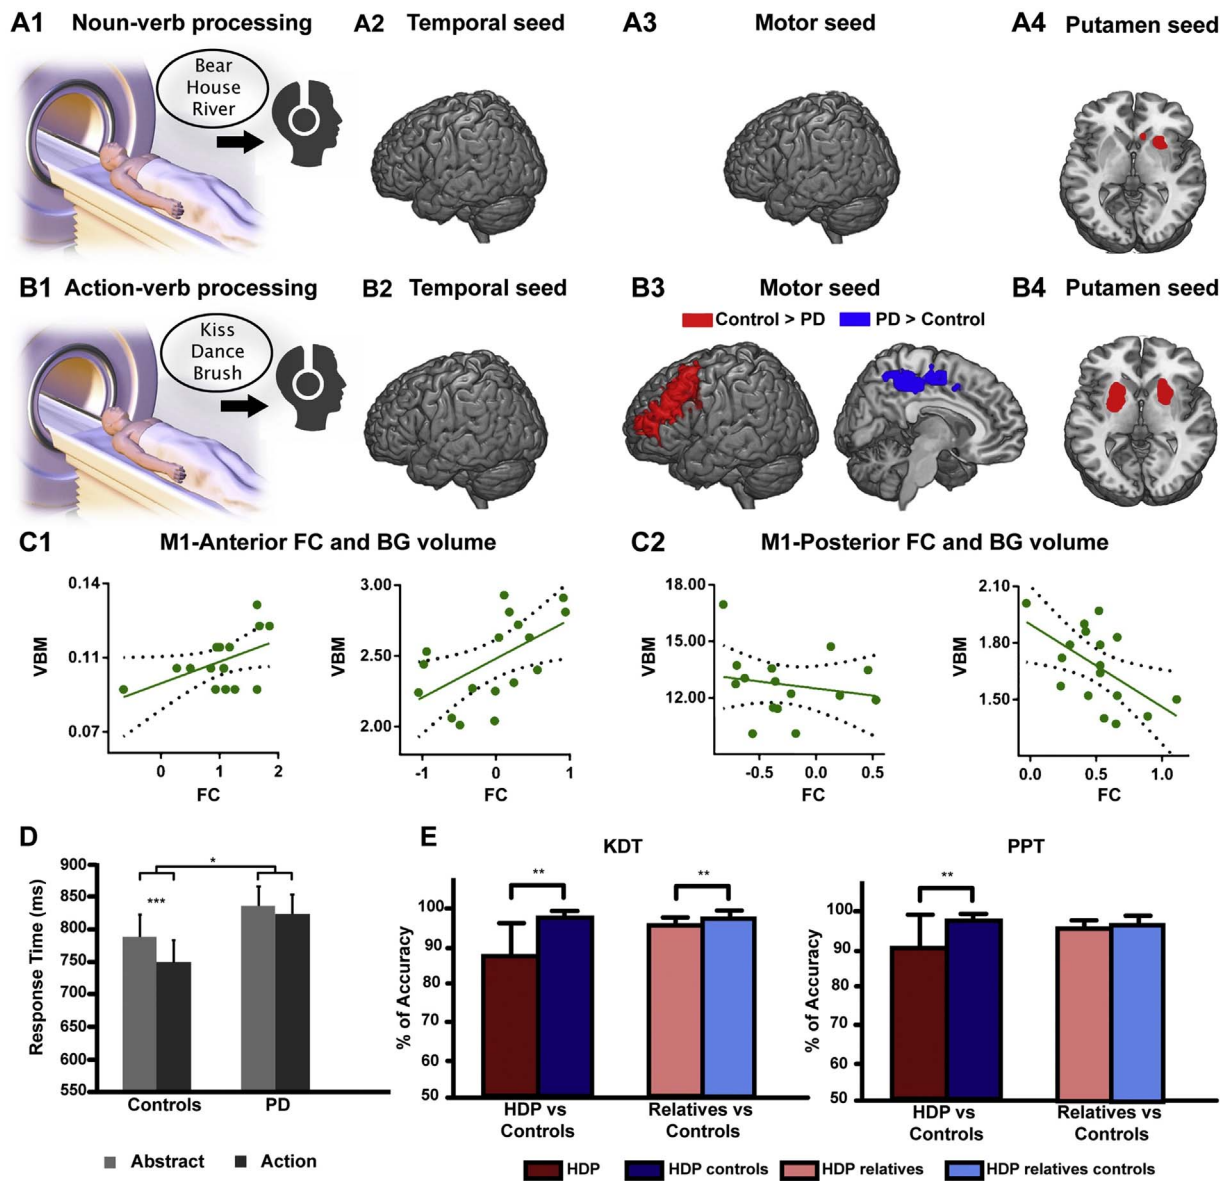 A1 Noun-verb processing
A2 Temporal seed
A3 Motor seed
A4 Putamen seed
Bear
House
River
B1 Action-verb processing
B2 Temporal seed
B3 Motor seed
B4 Putamen seed
Control > PD PD > Control
Kiss
Dance
Brush
C1 M1-Anterior FC and BG volume
VBM
0.14
0.11
0.07
0 1 2
FC
VBM
3.00
2.50
2.00
-1 0 1
FC
C2 M1-Posterior FC and BG volume
VBM
18.00
15.00
12.00
-0.5 0.0 0.5
FC
VBM
2.10
1.80
1.50
0.0 0.5 1.0
FC
D
Response Time (ms)
900
850
800
750
700
650
600
550
*
***
Controls PD
Abstract Action
E
KDT
% of Accuracy
100
90
80
70
60
50
** **
HDP vs Controls
Relatives vs Controls
PPT
% of Accuracy
100
90
80
70
60
50
**
HDP vs Controls
Relatives vs Controls
HDP HDP controls HDP relatives HDP relatives controls